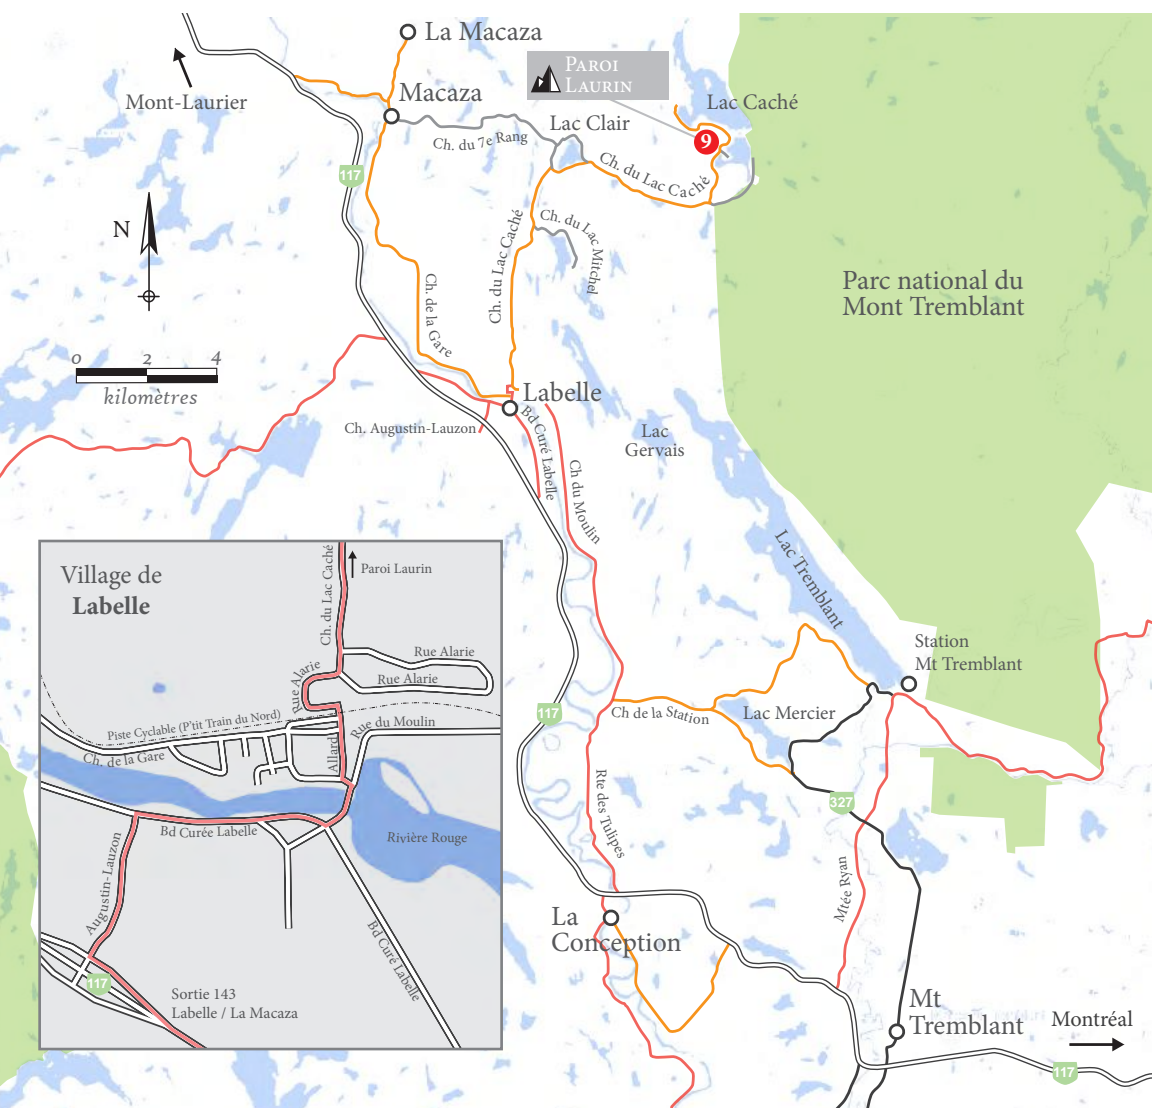 La Macaza
PAROI
LAURIN
Mont-Laurier
Macaza
Lac Caché
Lac Clair
Ch. du 7e Rang
9
Ch. du Lac Caché
117
N
Ch. du Lac Caché
Ch. du Lac Mitchel
Parc national du
Mont Tremblant
Ch. de la Gare
0 2 4
kilomètres
Labelle
Ch. Augustin-Lauzon
Bd Curé Labelle
Lac
Gervais
Ch du Moulin
Lac Tremblant
Station
Mt Tremblant
Ch de la Station
Lac Mercier
117
327
Rte des Tulipes
Mtée Ryan
La
Conception
Mt
Tremblant
Montréal
117
Village de
Labelle
Ch. du Lac Caché
Paroi Laurin
Rue Alarie
Rue Alarie
Rue Alarie
Piste Cyclable (P'tit Train du Nord)
Rue du Moulin
Ch. de la Gare
Allard
Bd Curée Labelle
Rivière Rouge
Augustin-Lauzon
Bd Curé Labelle
117
Sortie 143
Labelle / La Macaza